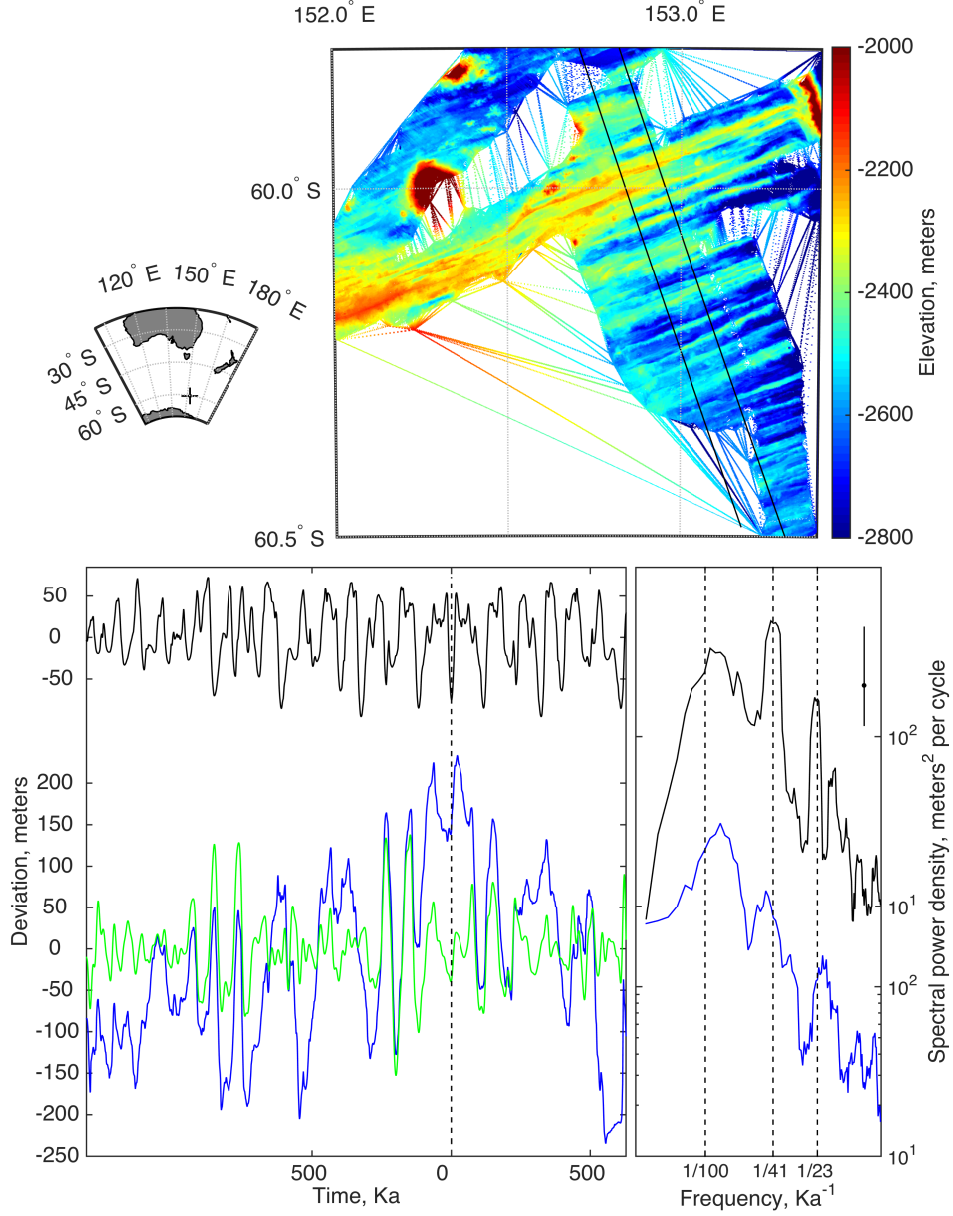 152.0° E 153.0° E
-2000
-2200
60.0° S
-2400
Elevation, meters
-2600
60.5° S -2800
120° E 150° E 180° E
30° S
45° S
60° S
50
0
-50
200
150
100
50
0
-50
-100
-150
-200
-250
Deviation, meters
500 0 500
Time, Ka
10²
10¹
10²
10¹
Spectral power density, meters² per cycle
1/100 1/41 1/23
Frequency, Ka⁻¹